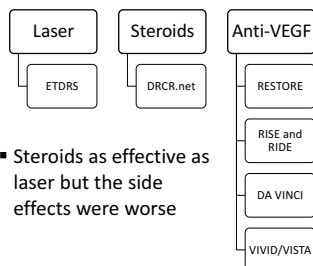 Laser
ETDRS
Steroids
DRCR.net
Anti-VEGF
RESTORE
RISE and
RIDE
DA VINCI
VIVID/VISTA
▪ Steroids as effective as
laser but the side
effects were worse